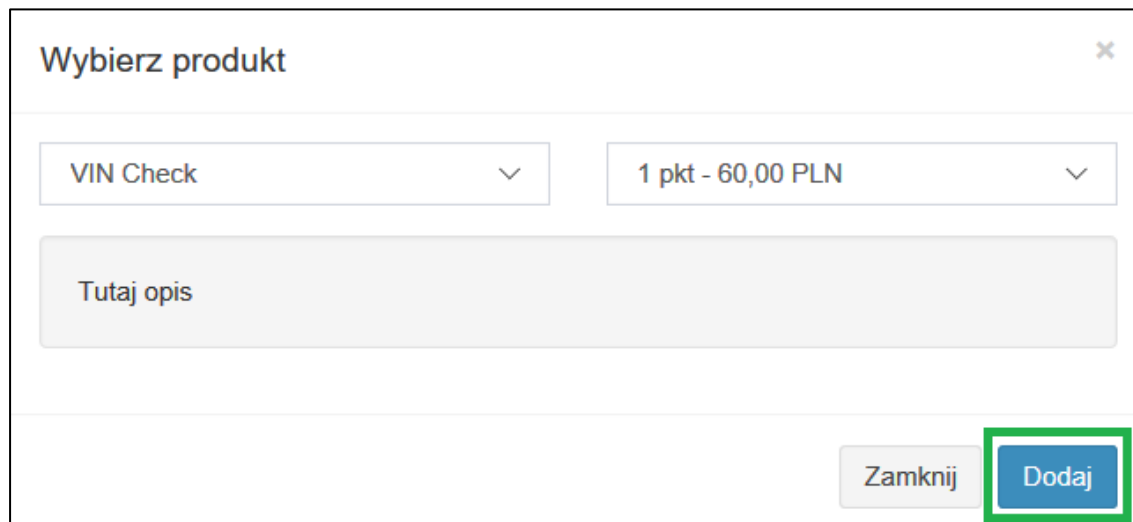 Wybierz produkt
VIN Check
1 pkt - 60,00 PLN
Tutaj opis
Zamknij
Dodaj